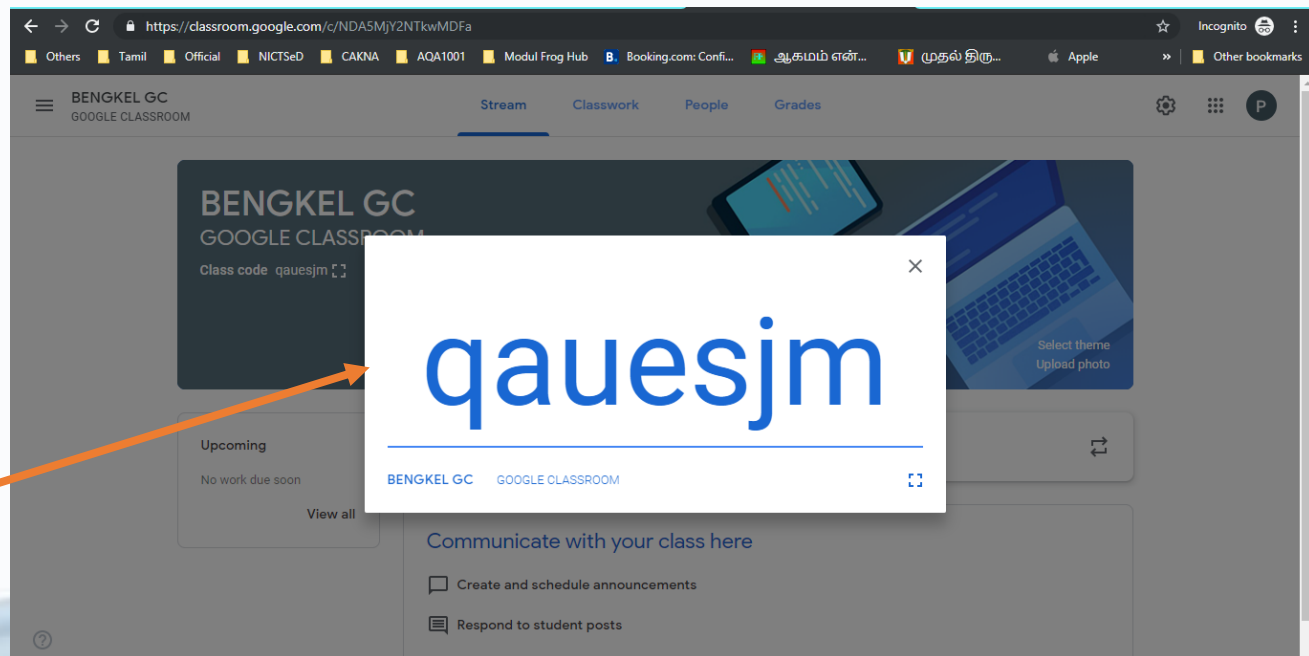 https://classroom.google.com/c/NDA5MjY2NTkwMDFa
Incognito
Others Tamil Official NICTSeD CAKNA AQA1001 Modul Frog Hub B. Booking.com: Confi... ஆகமம் என்... முதல் திரு... Apple » Other bookmarks
BENGKEL GC
GOOGLE CLASSROOM
Stream Classwork People Grades
P
BENGKEL GC
GOOGLE CLASSROOM
Class code qauesjm
Select theme
Upload photo
qauesjm
BENGKEL GC GOOGLE CLASSROOM
Upcoming
No work due soon
View all
Communicate with your class here
Create and schedule announcements
Respond to student posts